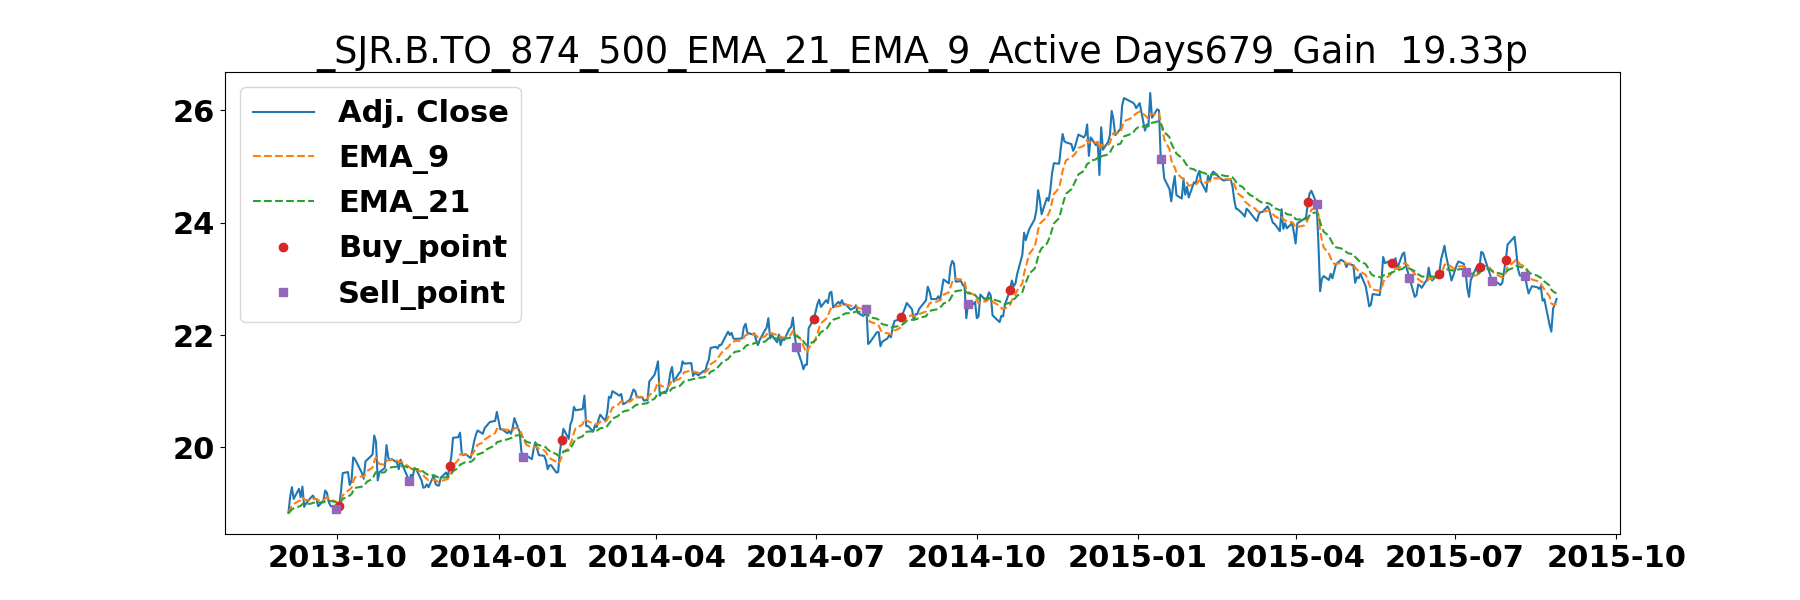 _SJR.B.TO_874_500_EMA_21_EMA_9_Active Days679_Gain  19.33p
Adj. Close
EMA_9
EMA_21
Buy_point
Sell_point
26
24
22
20
2013-10 2014-01 2014-04 2014-07 2014-10 2015-01 2015-04 2015-07 2015-10